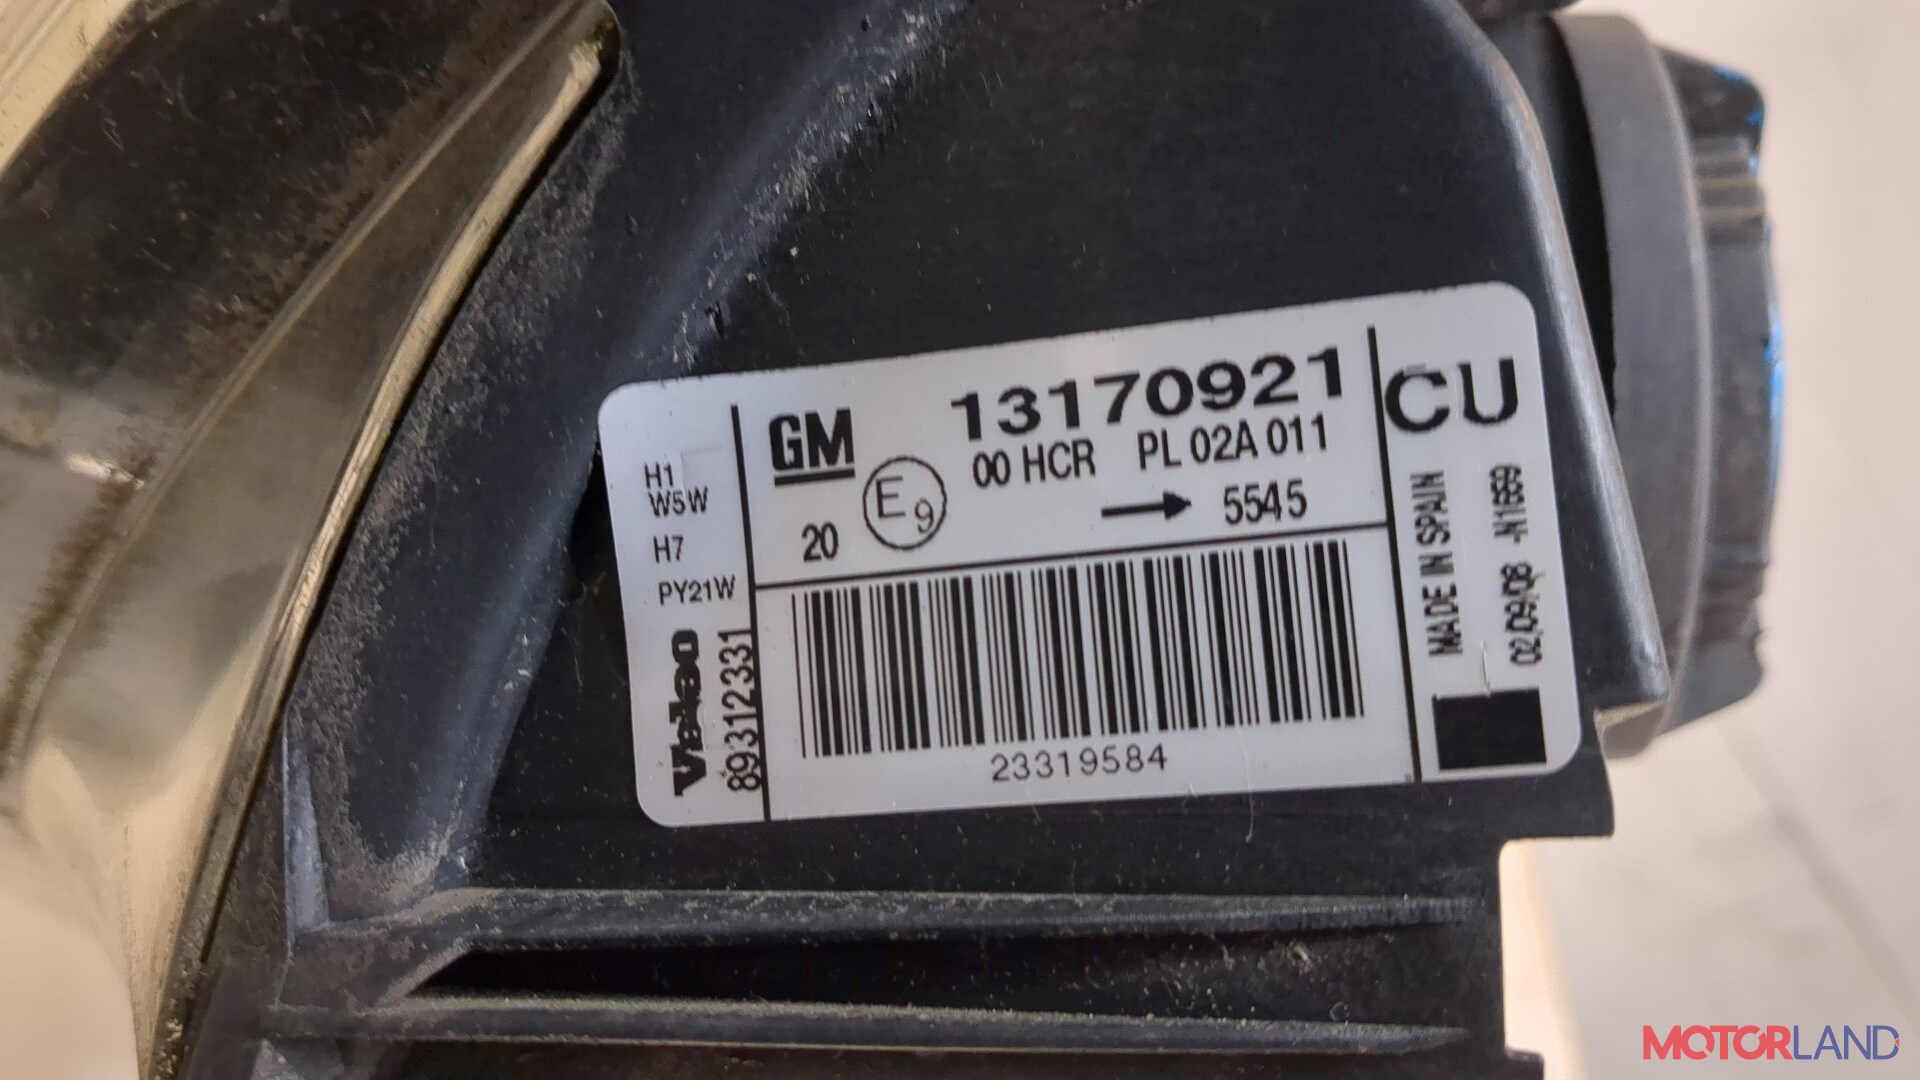 H1
W5W
H7
PY21W
Valeo
89312331
GM
13170921
00 HCR PL 02A 011
20 E9 → 5545
23319584
CU
MADE IN SPAIN
02/09/08
MOTORLAND